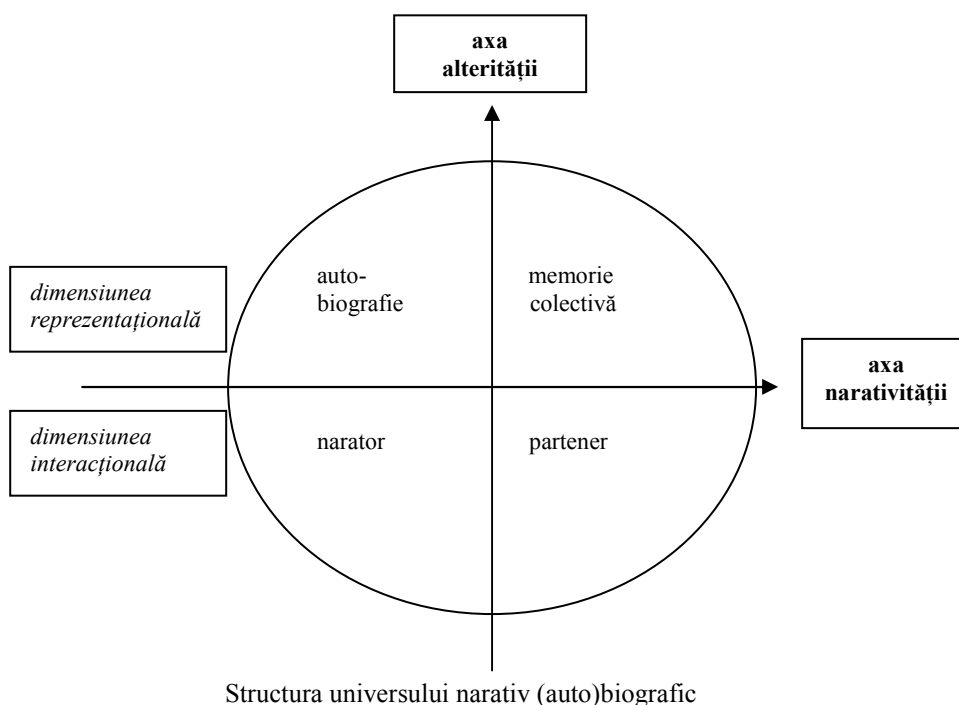 axa
alterității
dimensiunea
reprezentațională
auto-
biografie
memorie
colectivă
axa
narativității
dimensiunea
interacțională
narator
partener
Structura universului narativ (auto)biografic